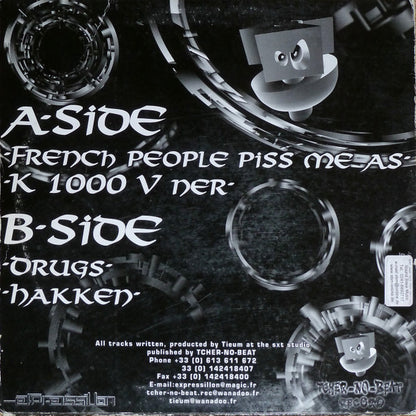 A-SiDE
-FRENCH PEOPLE PISS ME AS-
-K 1000 V NER-
B-SiDE
-DRUGS-
-HAKKEN-
All tracks written, producted by Tieum at the sxt studio
published by TCHER-NO-BEAT
Phone +33 (0) 613 611 672
33 (0) 142418407
Fax +33 (0) 142418400
E-mail:expressillon@magic.fr
tcher-no-beat.rec@wanadoo.fr
tieum@wanadoo.fr
-EXPRESSILLON
TCHER-NO-BEAT
RECORD